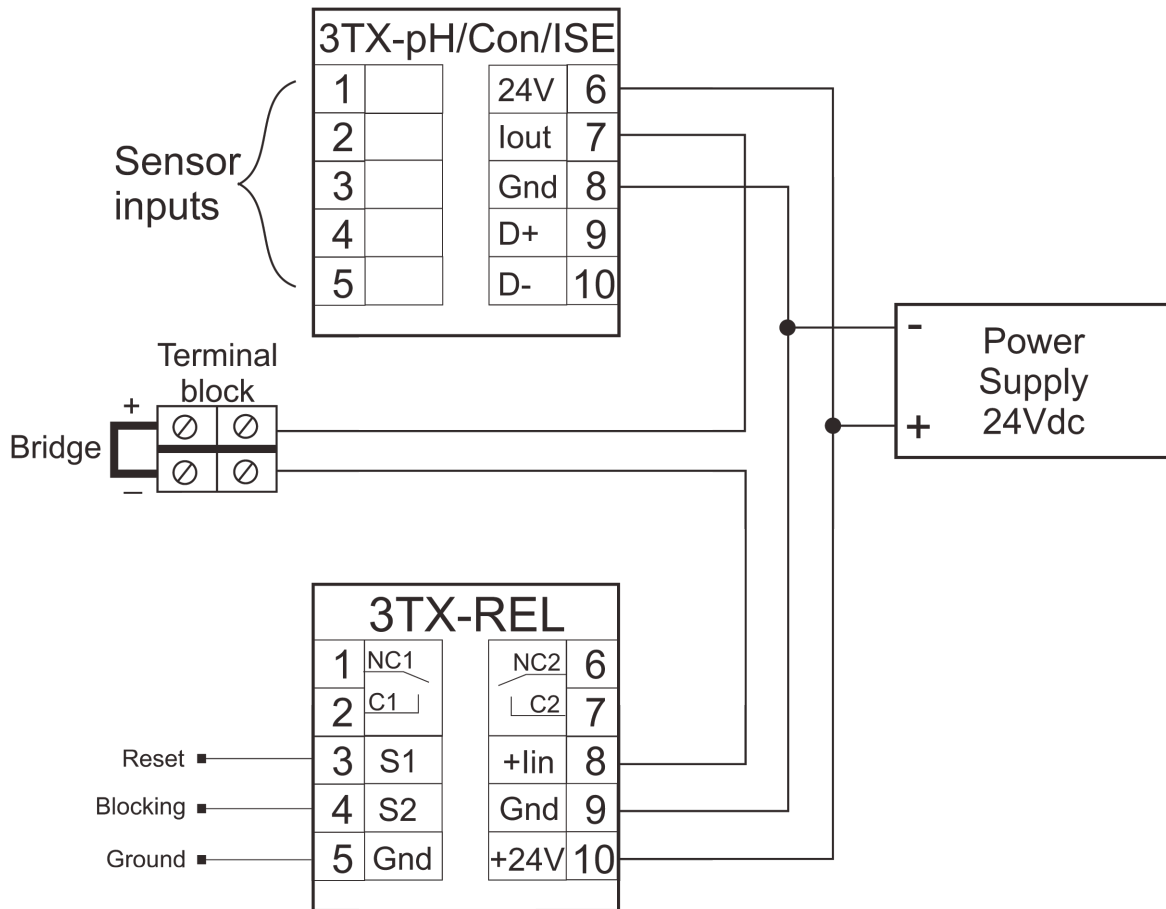 3TX-pH/Con/ISE
1
24V 6
2
Iout 7
3
Gnd 8
4
D+ 9
5
D- 10
Sensor
inputs
Terminal
block
+
Bridge
–
-
+
Power
Supply
24Vdc
3TX-REL
1 NC1
NC2 6
2 C1
C2 7
Reset
3 S1
+Iin 8
Blocking
4 S2
Gnd 9
Ground
5 Gnd
+24V 10